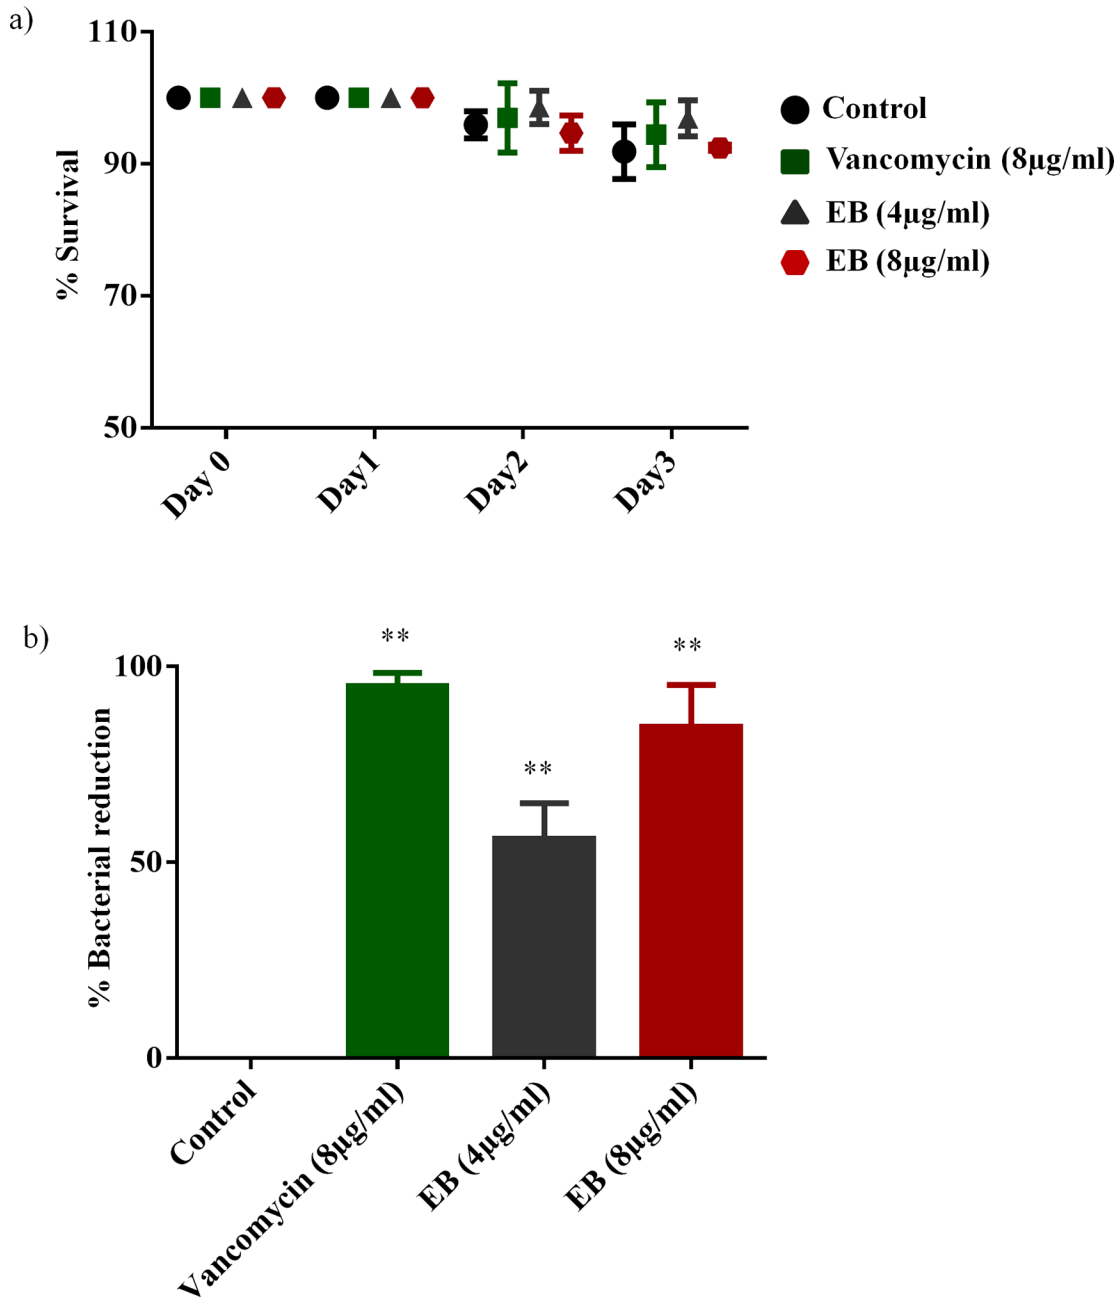 a)
110
90
70
50
% Survival
Day 0
Day1
Day2
Day3
Control
Vancomycin (8μg/ml)
EB (4μg/ml)
EB (8μg/ml)
b)
100
50
0
% Bacterial reduction
**
**
**
Control
Vancomycin (8μg/ml)
EB (4μg/ml)
EB (8μg/ml)